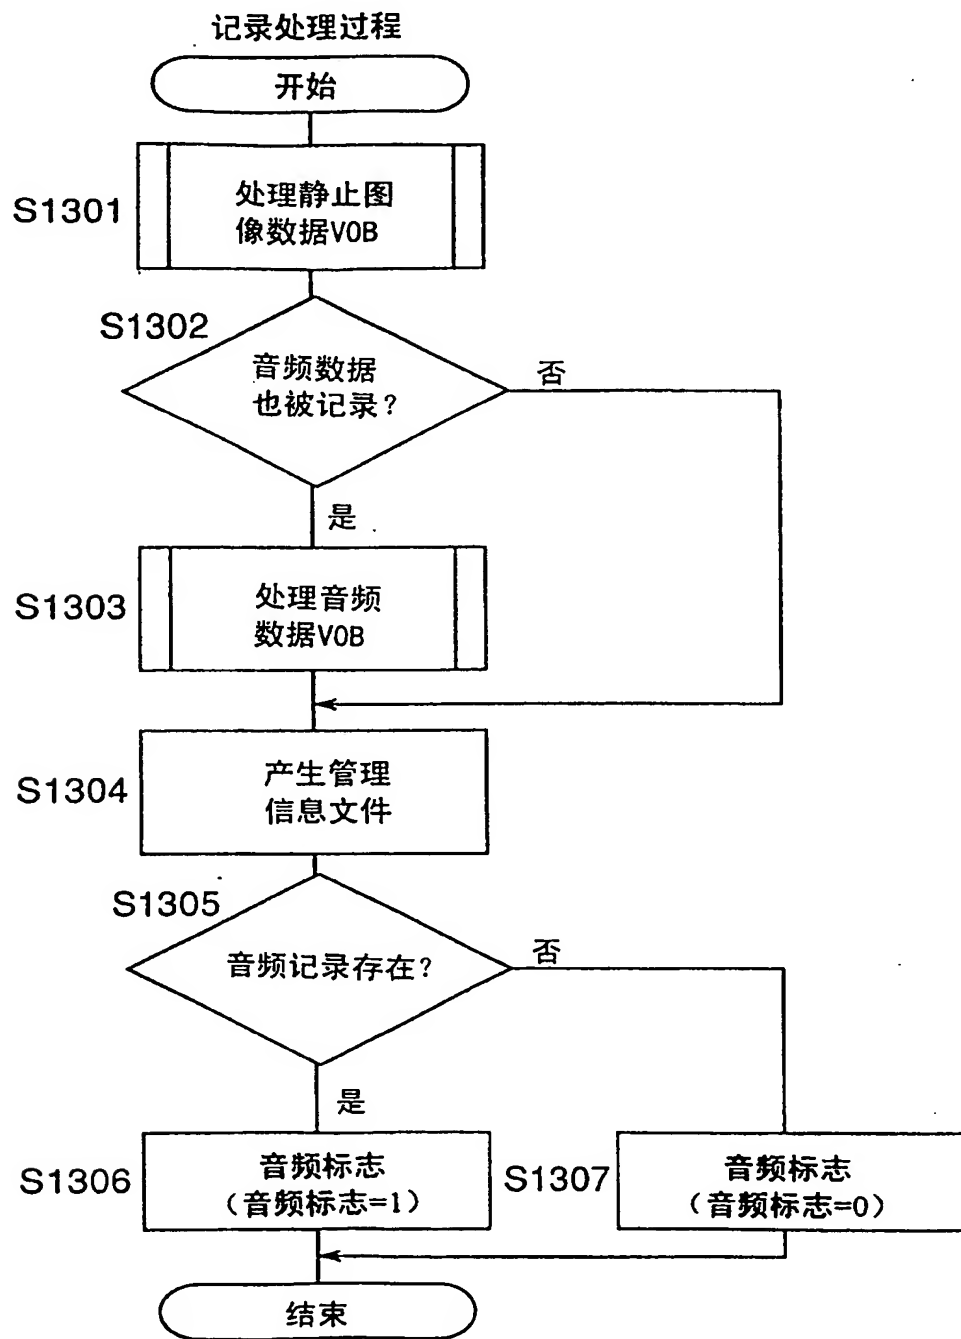 记录处理过程
开始
S1301
处理静止图
像数据VOB
S1302
音频数据
也被记录?
否
是
S1303
处理音频
数据VOB
S1304
产生管理
信息文件
S1305
音频记录存在?
否
是
S1306
音频标志
(音频标志=1)
S1307
音频标志
(音频标志=0)
结束